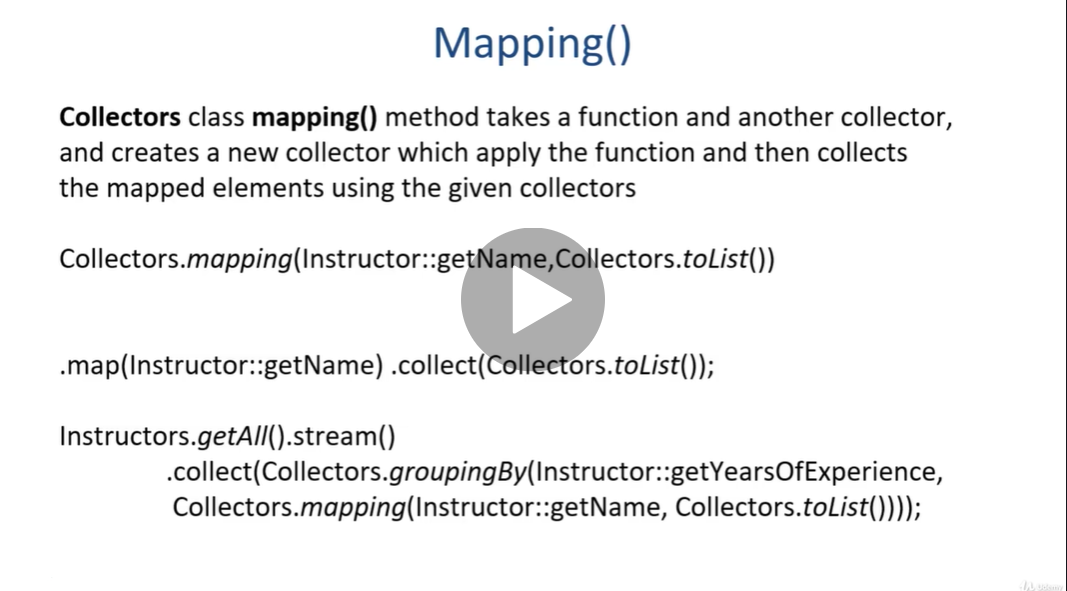 Mapping()
Collectors class mapping() method takes a function and another collector,
and creates a new collector which apply the function and then collects
the mapped elements using the given collectors
Collectors.mapping(Instructor::getName,Collectors.toList())
.map(Instructor::getName) .collect(Collectors.toList());
Instructors.getAll().stream()
.collect(Collectors.groupingBy(Instructor::getYearsOfExperience,
Collectors.mapping(Instructor::getName, Collectors.toList())));
Udemy